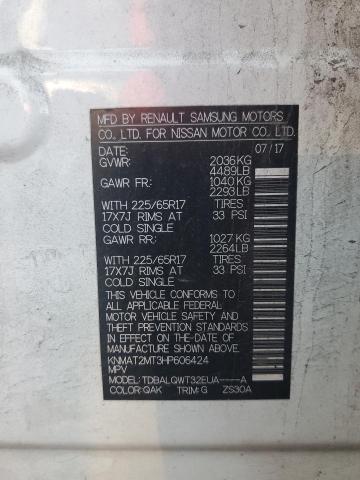 MFD BY RENAULT SAMSUNG MOTORS
CO. LTD. FOR NISSAN MOTOR CO. LTD.
DATE: 07/17
GVWR: 2036KG
4489LB
GAWR FR: 1040KG
2293LB
WITH 225/65R17 TIRES
17X7J RIMS AT 33 PSI
COLD SINGLE
GAWR RR: 1027KG
2264LB
WITH 225/65R17 TIRES
17X7J RIMS AT 33 PSI
COLD SINGLE
THIS VEHICLE CONFORMS TO
ALL APPLICABLE FEDERAL
MOTOR VEHICLE SAFETY AND
THEFT PREVENTION STANDARDS
IN EFFECT ON THE DATE OF
MANUFACTURE SHOWN ABOVE.
KNMAT2MT3HP606424
MPV
MODEL:TDBALQWT32EUA----A
COLOR:QAK TRIM:G ZS30A